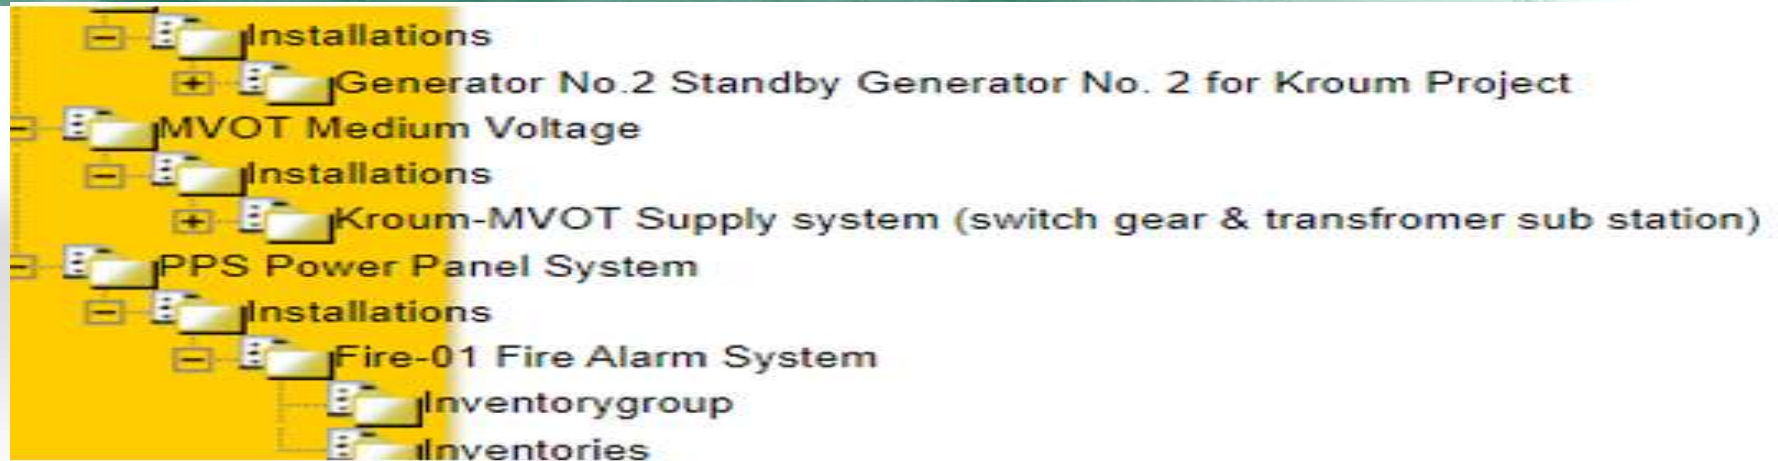 Installations
Generator No.2 Standby Generator No. 2 for Kroum Project
MVOT Medium Voltage
Installations
Kroum-MVOT Supply system (switch gear & transfromer sub station)
PPS Power Panel System
Installations
Fire-01 Fire Alarm System
Inventorygroup
Inventories